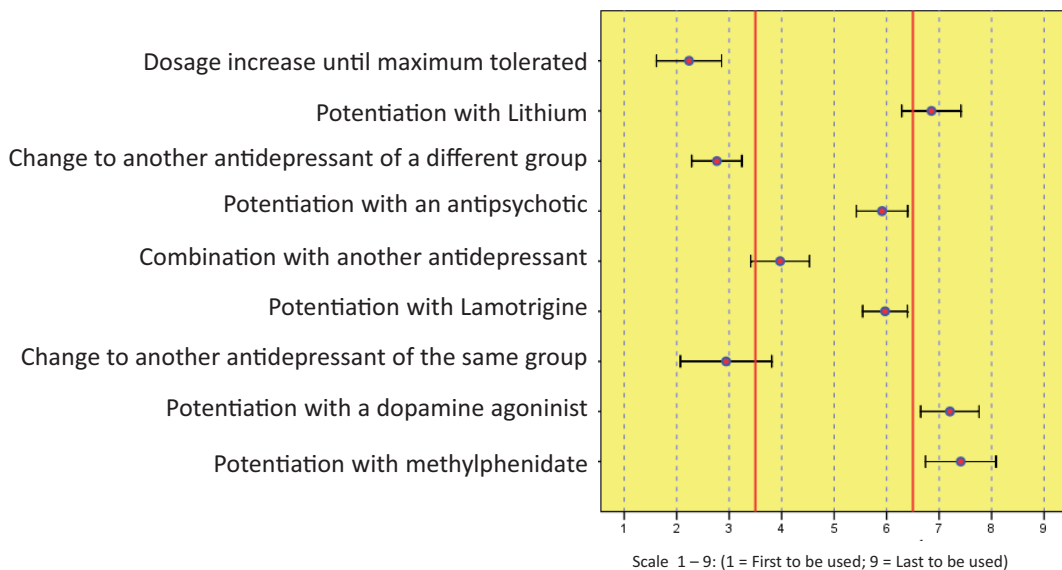 Dosage increase until maximum tolerated
Potentiation with Lithium
Change to another antidepressant of a different group
Potentiation with an antipsychotic
Combination with another antidepressant
Potentiation with Lamotrigine
Change to another antidepressant of the same group
Potentiation with a dopamine agoninist
Potentiation with methylphenidate
1 2 3 4 5 6 7 8 9
Scale 1 – 9: (1 = First to be used; 9 = Last to be used)